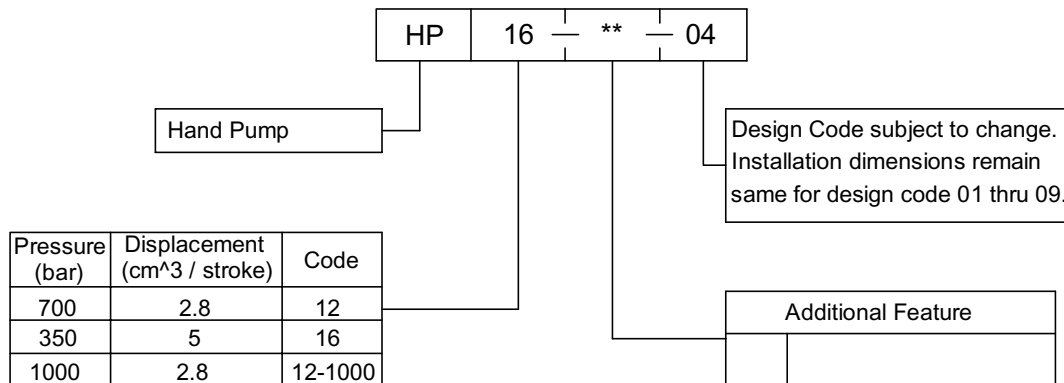 HP 16 — ** — 04
Hand Pump
Design Code subject to change.
Installation dimensions remain
same for design code 01 thru 09.
Pressure (bar) Displacement (cm^3 / stroke) Code
700 2.8 12
350 5 16
1000 2.8 12-1000
Additional Feature